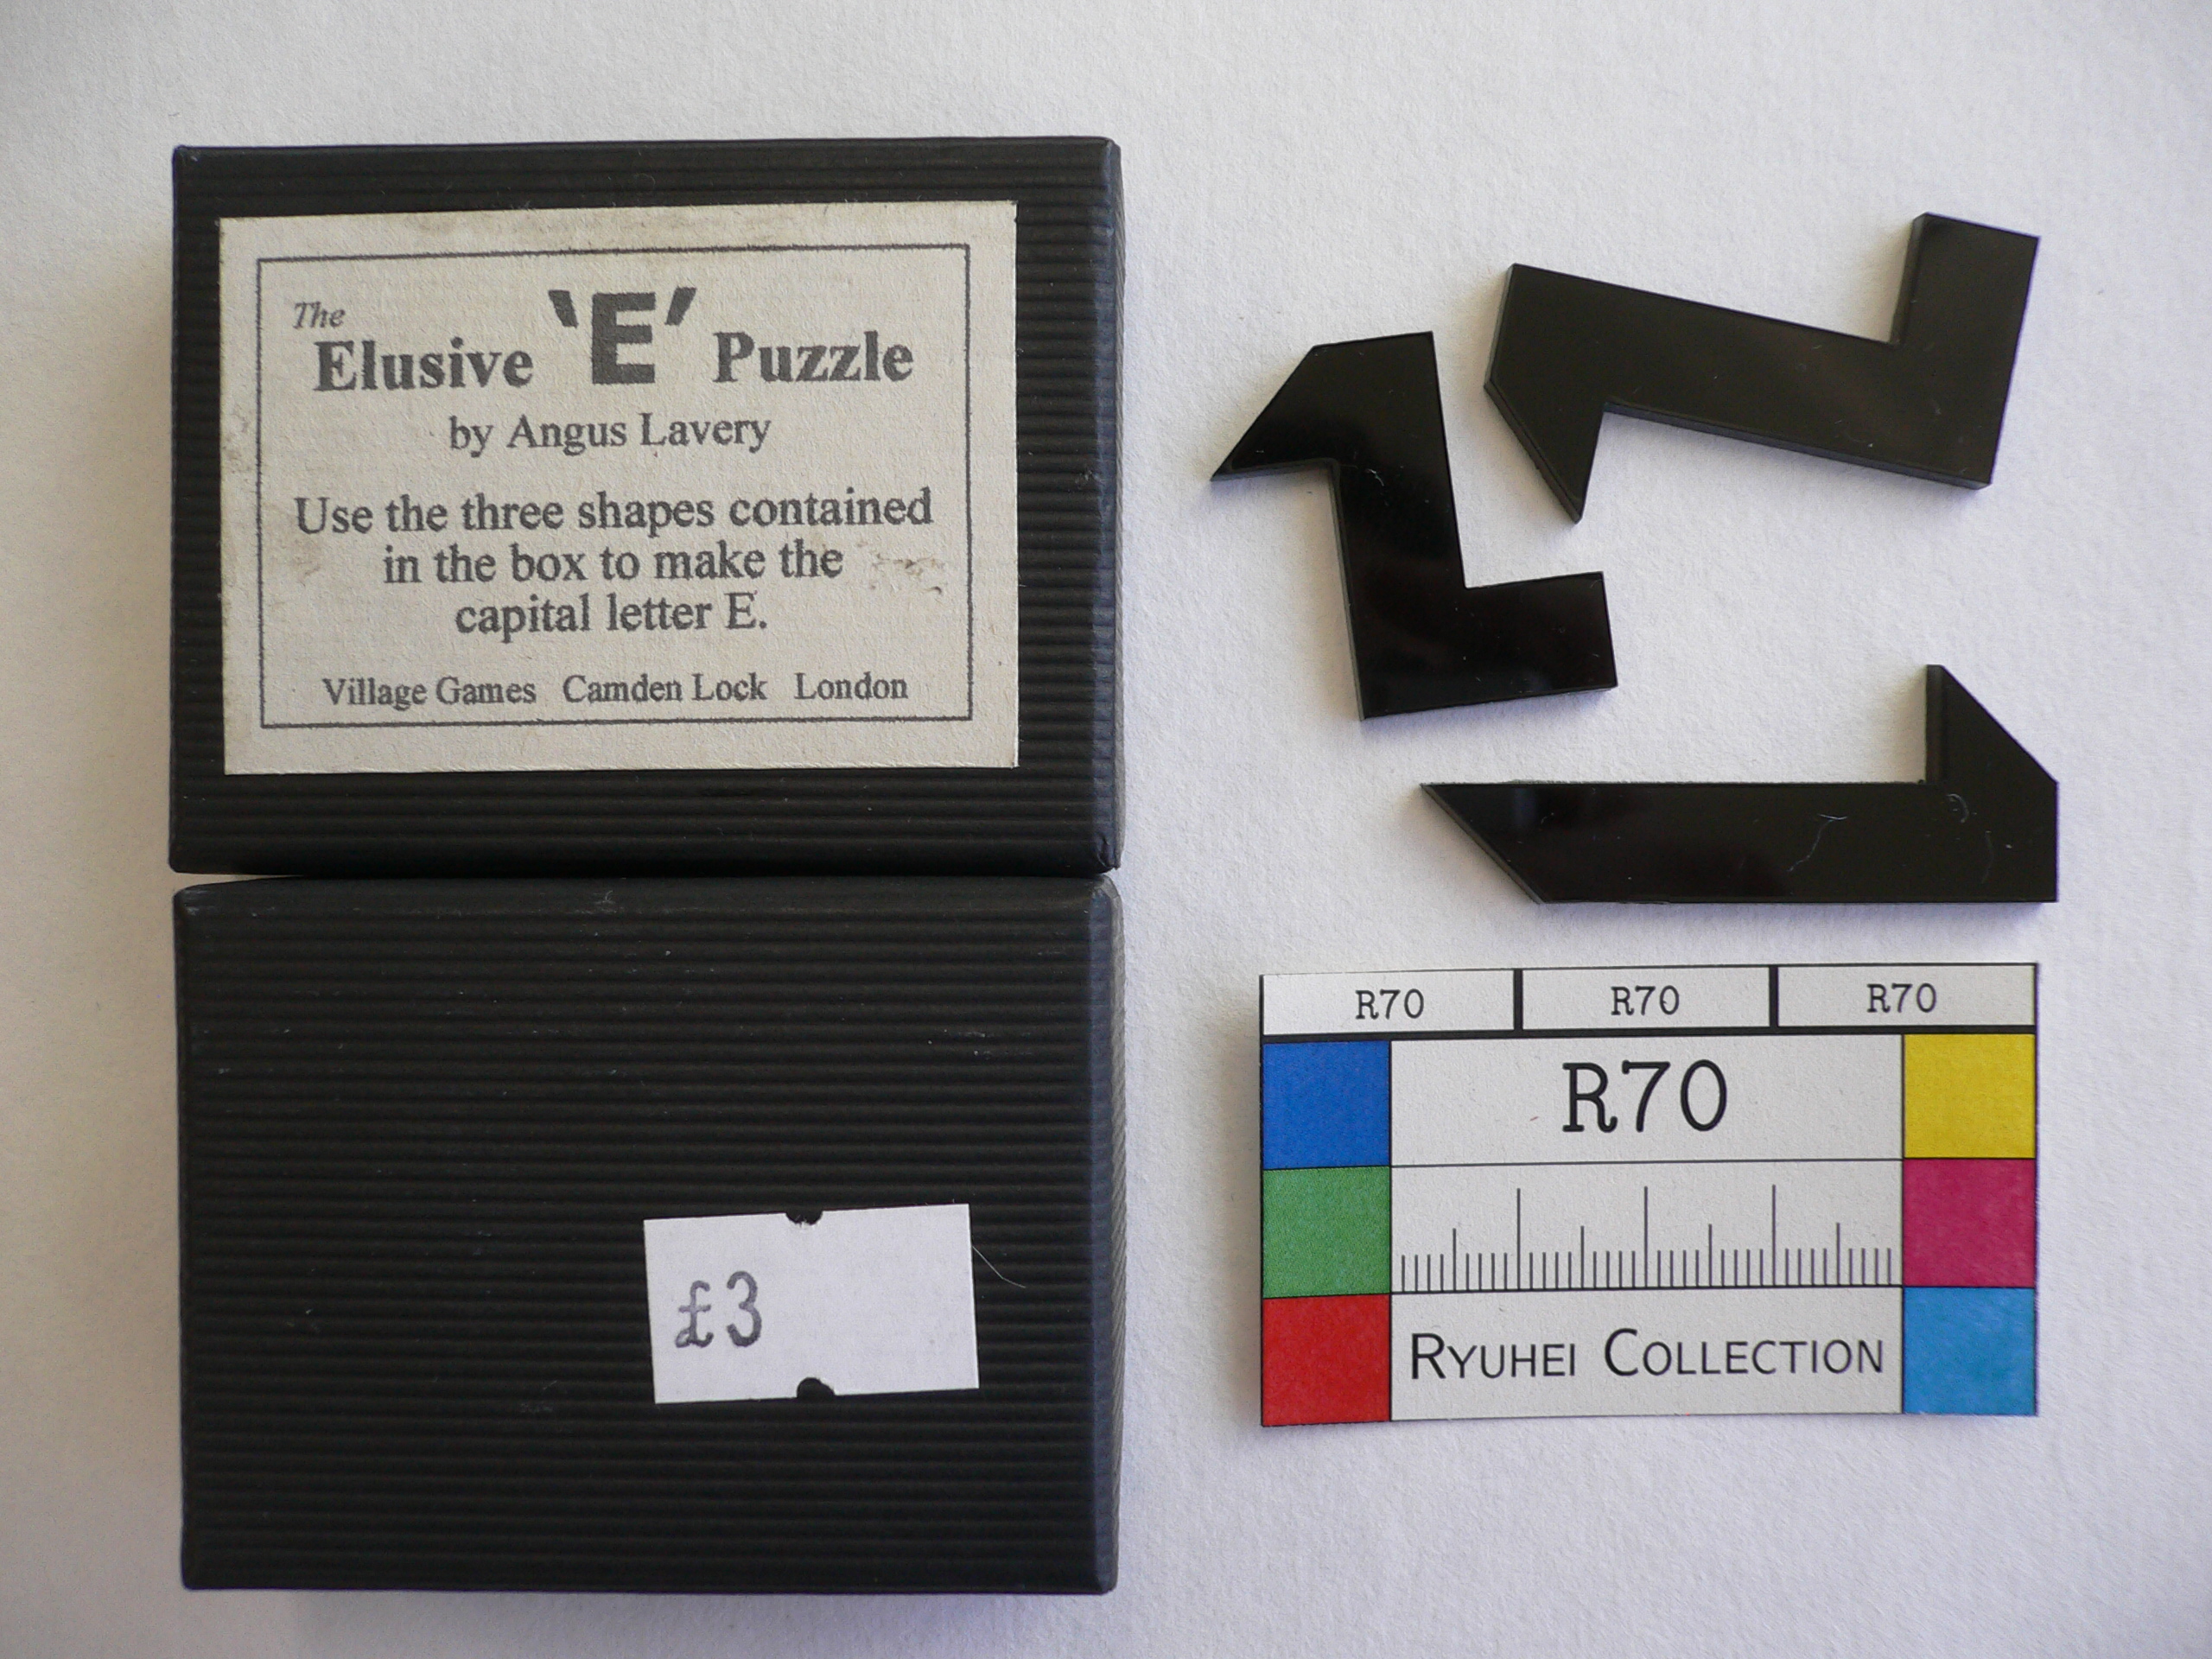 The
Elusive 'E' Puzzle
by Angus Lavery
Use the three shapes contained
in the box to make the
capital letter E.
Village Games Camden Lock London
£3
R70 R70 R70
R70
RYUHEI COLLECTION